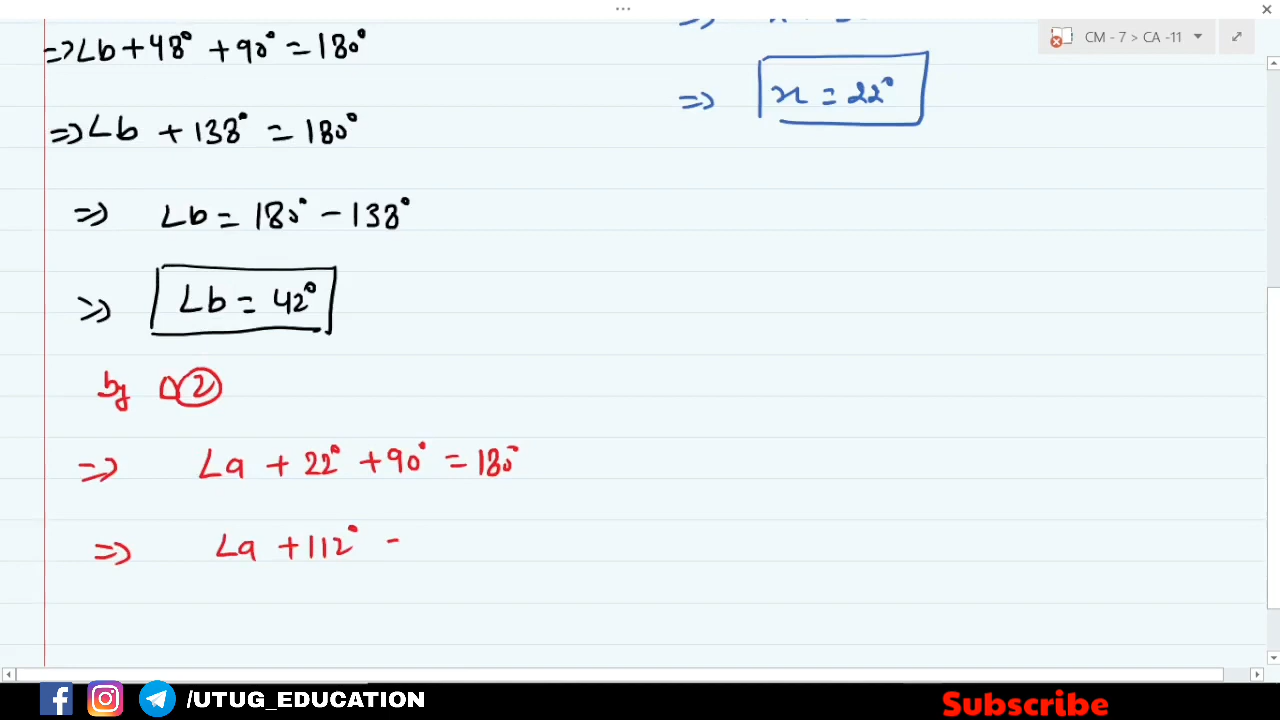 CM - 7 > CA -11
=> ∠b + 48° + 90° = 180°
=> ∠b + 138° = 180°
=> ∠b = 180° - 138°
=> ∠b = 42°
by △ 2
=> ∠a + 22° + 90° = 180°
=> ∠a + 112° =
=> x = 22°
/UTUG_EDUCATION
Subscribe